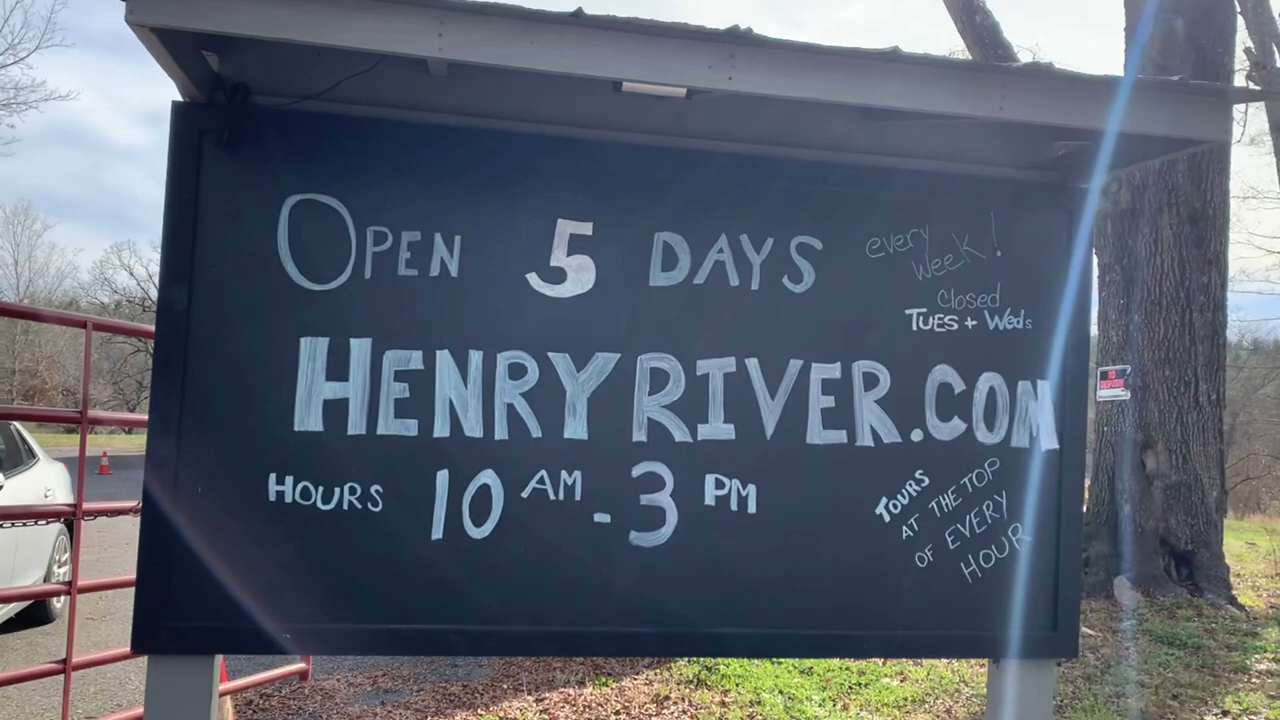 OPEN 5 DAYS
every
week!
Closed
TUES + Weds
HENRYRIVER.COM
HOURS 10 AM - 3 PM
TOURS
AT THE TOP
OF EVERY
HOUR